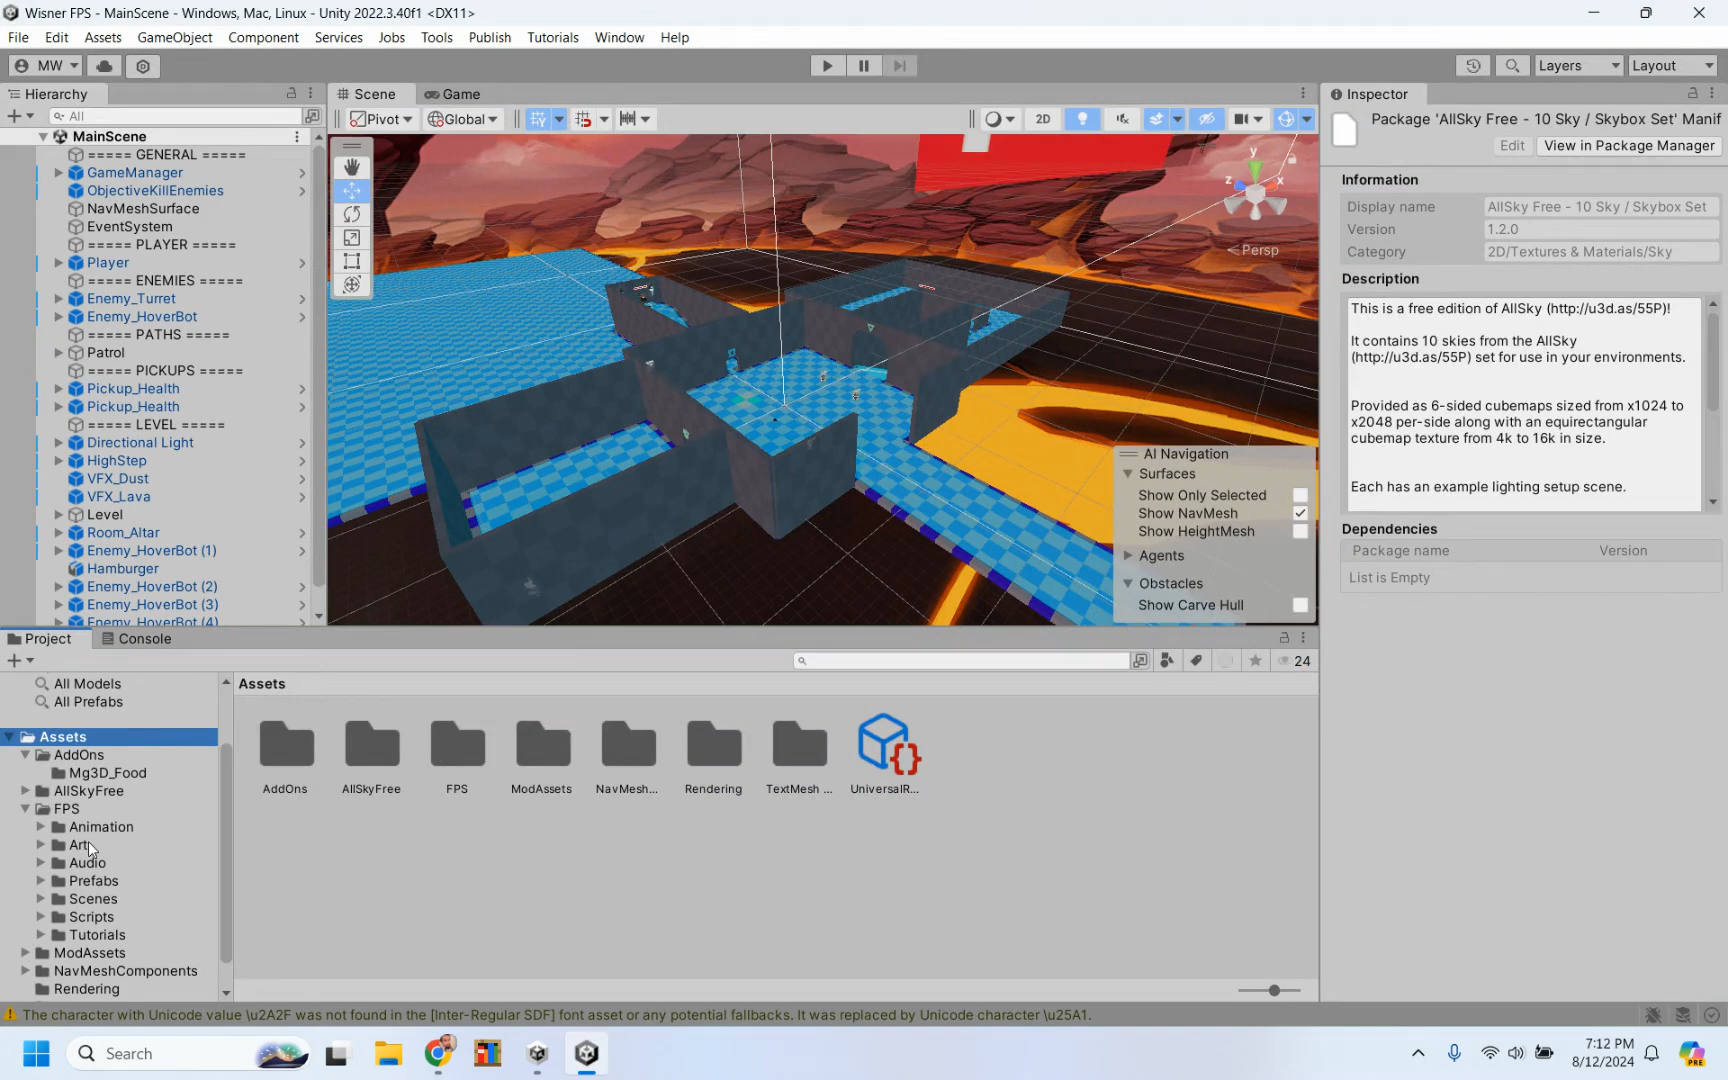 Wisner FPS - MainScene - Windows, Mac, Linux - Unity 2022.3.40f1 <DX11>
File Edit Assets GameObject Component Services Jobs Tools Publish Tutorials Window Help
MW
Layers Layout
Hierarchy
All
MainScene
===== GENERAL =====
GameManager
ObjectiveKillEnemies
NavMeshSurface
EventSystem
===== PLAYER =====
Player
===== ENEMIES =====
Enemy_Turret
Enemy_HoverBot
===== PATHS =====
Patrol
===== PICKUPS =====
Pickup_Health
Pickup_Health
===== LEVEL =====
Directional Light
HighStep
VFX_Dust
VFX_Lava
Level
Room_Altar
Enemy_HoverBot (1)
Hamburger
Enemy_HoverBot (2)
Enemy_HoverBot (3)
Enemy_HoverBot (4)
Scene Game
Pivot Global 2D
y
z x
Persp
AI Navigation
Surfaces
Show Only Selected
Show NavMesh
Show HeightMesh
Agents
Obstacles
Show Carve Hull
Inspector
Package 'AllSky Free - 10 Sky / Skybox Set' Manif
Edit View in Package Manager
Information
Display name AllSky Free - 10 Sky / Skybox Set
Version 1.2.0
Category 2D/Textures & Materials/Sky
Description
This is a free edition of AllSky (http://u3d.as/55P)!
It contains 10 skies from the AllSky
(http://u3d.as/55P) set for use in your environments.
Provided as 6-sided cubemaps sized from x1024 to
x2048 per-side along with an equirectangular
cubemap texture from 4k to 16k in size.
Each has an example lighting setup scene.
Dependencies
Package name Version
List is Empty
Project Console
24
All Models
All Prefabs
Assets
AddOns
Mg3D_Food
AllSkyFree
FPS
Animation
Art
Audio
Prefabs
Scenes
Scripts
Tutorials
ModAssets
NavMeshComponents
Rendering
Assets
AddOns AllSkyFree FPS ModAssets NavMesh... Rendering TextMesh ... UniversalR...
The character with Unicode value \u2A2F was not found in the [Inter-Regular SDF] font asset or any potential fallbacks. It was replaced by Unicode character \u25A1.
Search
7:12 PM
8/12/2024
PRE